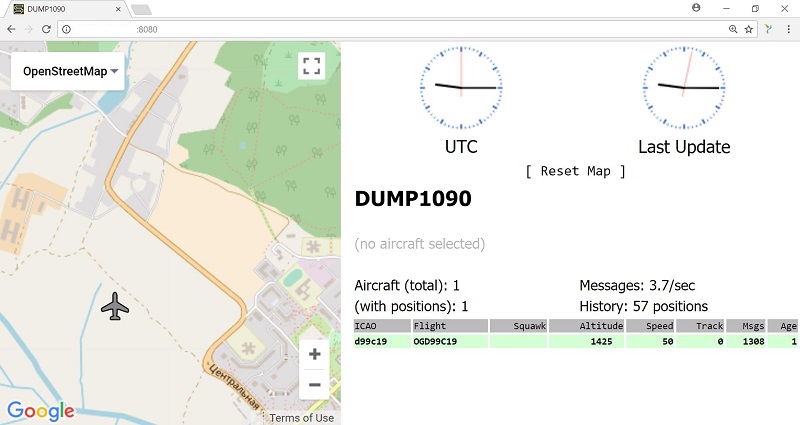 DUMP1090
:8080
OpenStreetMap
UTC
Last Update
[ Reset Map ]
DUMP1090
(no aircraft selected)
Aircraft (total): 1
Messages: 3.7/sec
(with positions): 1
History: 57 positions
ICAO Flight Squawk Altitude Speed Track Msgs Age
d99c19 OGD99C19 1425 50 0 1308 1
+
−
Центральная
Google
Terms of Use